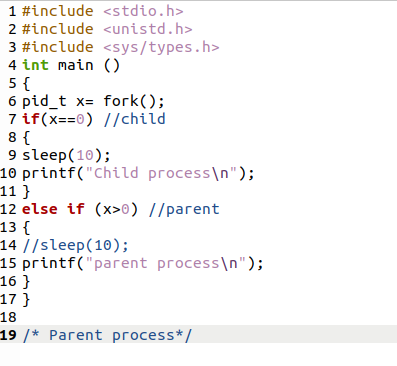 1 #include <stdio.h>
2 #include <unistd.h>
3 #include <sys/types.h>
4 int main ()
5 {
6 pid_t x= fork();
7 if(x==0) //child
8 {
9 sleep(10);
10 printf("Child process\n");
11 }
12 else if (x>0) //parent
13 {
14 //sleep(10);
15 printf("parent process\n");
16 }
17 }
18
19 /* Parent process*/